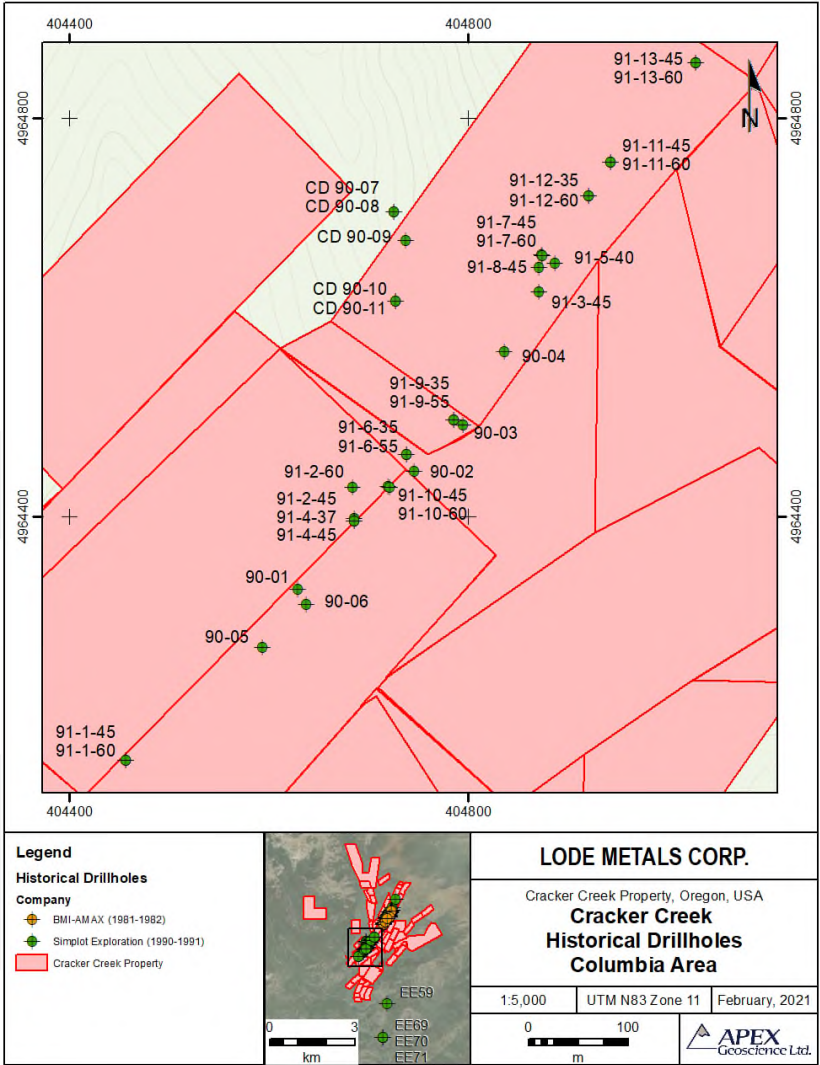 404400
404800
4964800
4964800
N
91-13-45
91-13-60
91-11-45
91-11-60
91-12-35
91-12-60
CD 90-07
CD 90-08
CD 90-09
91-7-45
91-7-60
91-8-45
91-5-40
CD 90-10
CD 90-11
91-3-45
90-04
91-9-35
91-9-55
90-03
91-6-35
91-6-55
90-02
91-2-60
91-2-45
91-4-37
91-4-45
91-10-45
91-10-60
4964400
4964400
90-01
90-06
90-05
91-1-45
91-1-60
404400
404800
Legend
Historical Drillholes
Company
BMI-AMAX (1981-1982)
Simplot Exploration (1990-1991)
Cracker Creek Property
EE59
EE69
EE70
EE71
0 3
km
LODE METALS CORP.
Cracker Creek Property, Oregon, USA
Cracker Creek
Historical Drillholes
Columbia Area
1:5,000
UTM N83 Zone 11
February, 2021
0 100
m
APEX
Geoscience Ltd.